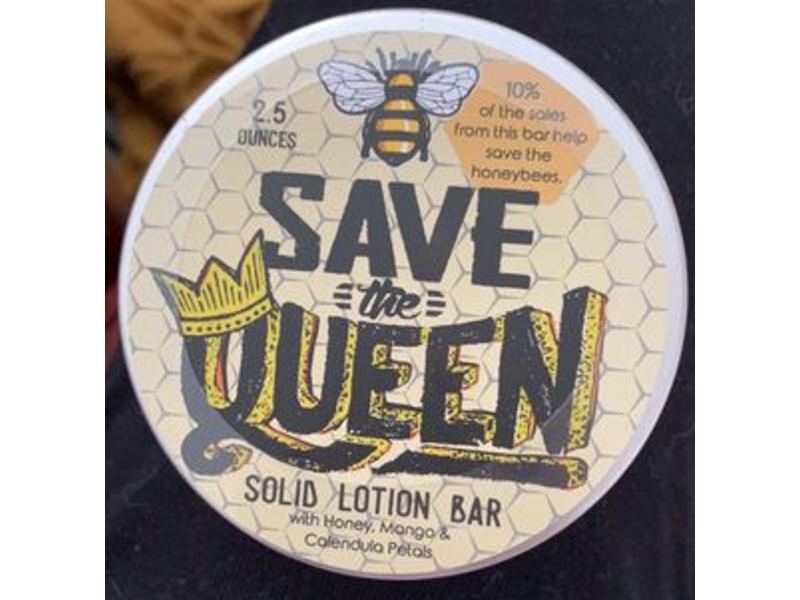 2.5
OUNCES
10%
of the sales
from this bar help
save the
honeybees.
SAVE
the
QUEEN
SOLID LOTION BAR
with Honey, Mango &
Calendula Petals